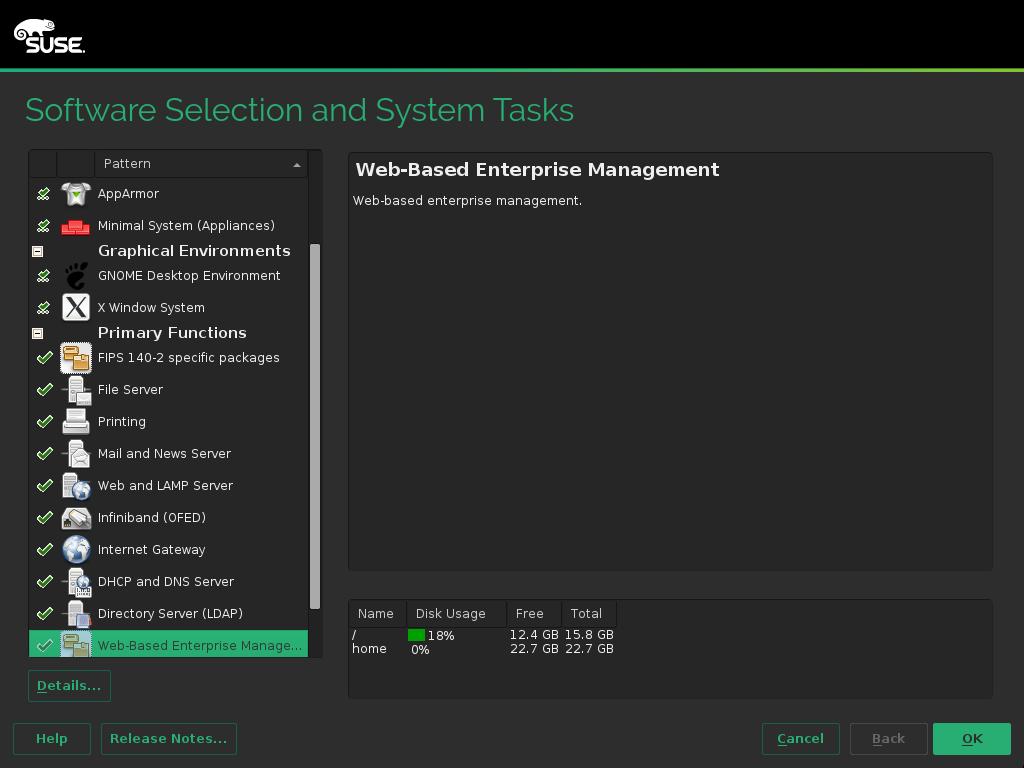 SUSE.
Software Selection and System Tasks
Pattern
AppArmor
Minimal System (Appliances)
Graphical Environments
GNOME Desktop Environment
X Window System
Primary Functions
FIPS 140-2 specific packages
File Server
Printing
Mail and News Server
Web and LAMP Server
Infiniband (OFED)
Internet Gateway
DHCP and DNS Server
Directory Server (LDAP)
Web-Based Enterprise Manage...
Details...
Web-Based Enterprise Management
Web-based enterprise management.
Name Disk Usage Free Total
/ 18% 12.4 GB 15.8 GB
home 0% 22.7 GB 22.7 GB
Help Release Notes... Cancel Back OK